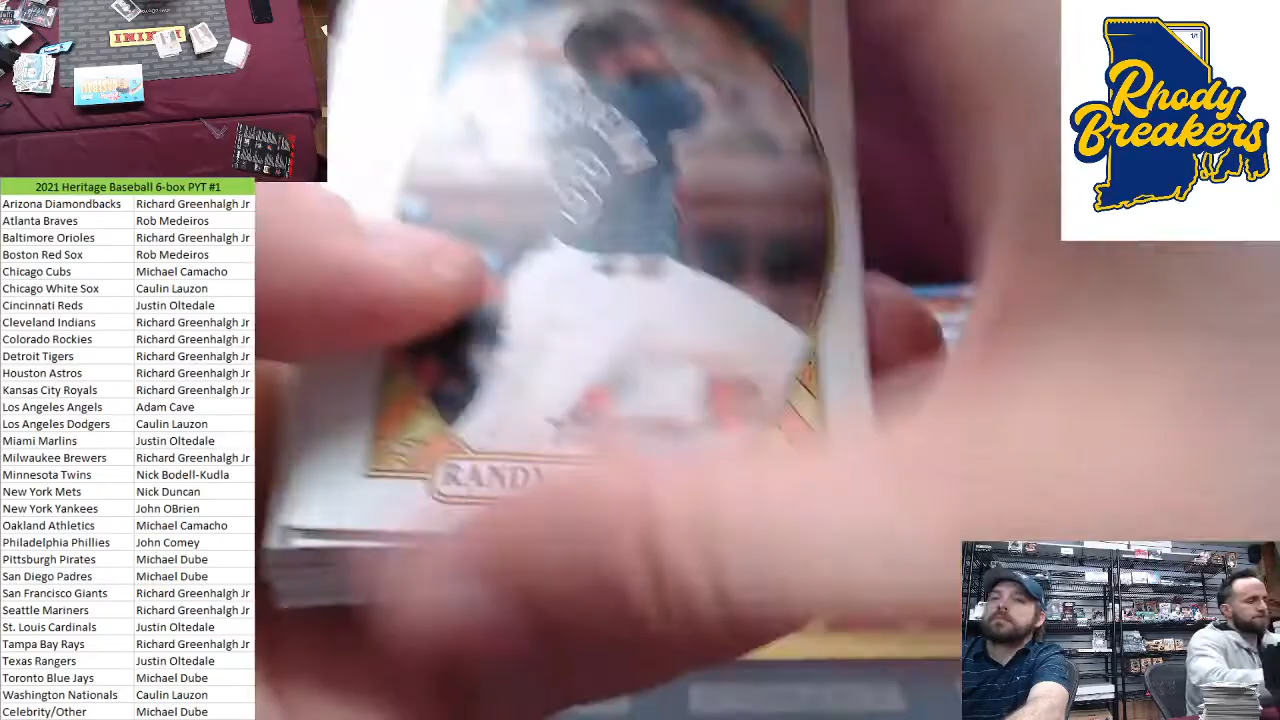 2021 Heritage Baseball 6-box PYT #1
Arizona Diamondbacks Richard Greenhalgh Jr
Atlanta Braves Rob Medeiros
Baltimore Orioles Richard Greenhalgh Jr
Boston Red Sox Rob Medeiros
Chicago Cubs Michael Camacho
Chicago White Sox Caulin Lauzon
Cincinnati Reds Justin Oltedale
Cleveland Indians Richard Greenhalgh Jr
Colorado Rockies Richard Greenhalgh Jr
Detroit Tigers Richard Greenhalgh Jr
Houston Astros Richard Greenhalgh Jr
Kansas City Royals Richard Greenhalgh Jr
Los Angeles Angels Adam Cave
Los Angeles Dodgers Caulin Lauzon
Miami Marlins Justin Oltedale
Milwaukee Brewers Richard Greenhalgh Jr
Minnesota Twins Nick Bodell-Kudla
New York Mets Nick Duncan
New York Yankees John OBrien
Oakland Athletics Michael Camacho
Philadelphia Phillies John Comey
Pittsburgh Pirates Michael Dube
San Diego Padres Michael Dube
San Francisco Giants Richard Greenhalgh Jr
Seattle Mariners Richard Greenhalgh Jr
St. Louis Cardinals Justin Oltedale
Tampa Bay Rays Richard Greenhalgh Jr
Texas Rangers Justin Oltedale
Toronto Blue Jays Michael Dube
Washington Nationals Caulin Lauzon
Celebrity/Other Michael Dube
RANDY
1/1
Rhody
Breakers